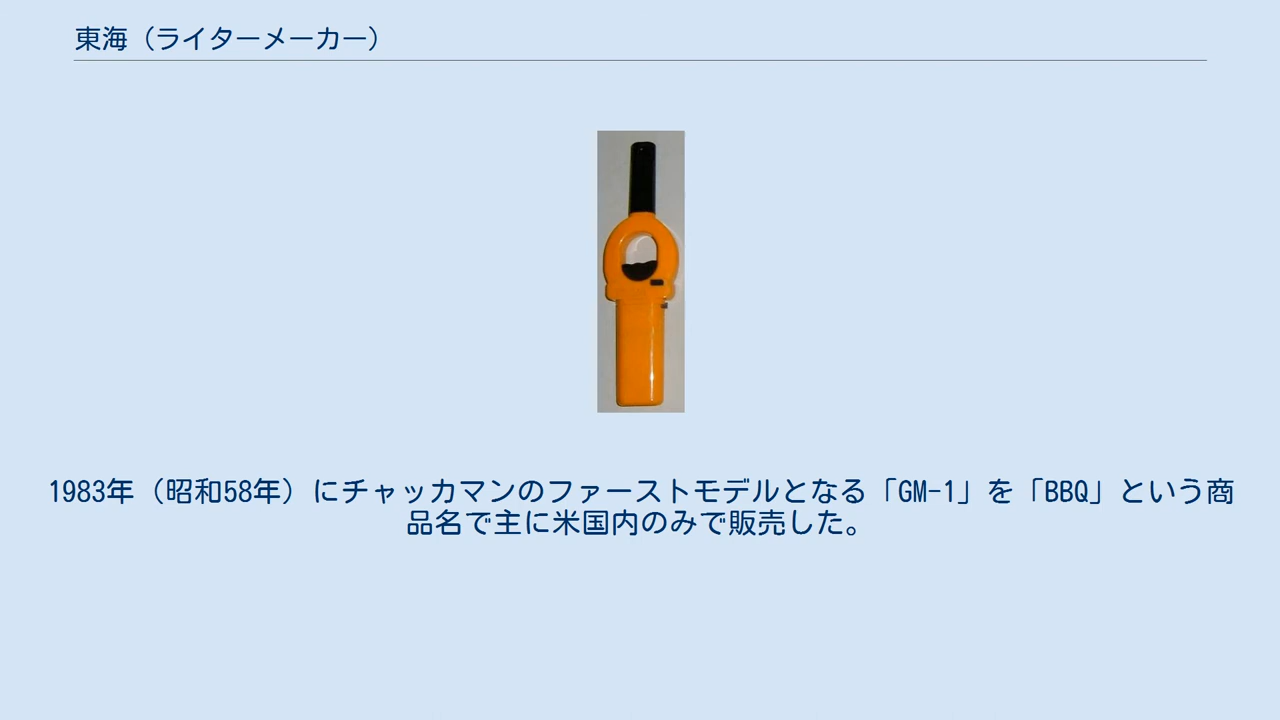 東海（ライターメーカー）
1983年（昭和58年）にチャッカマンのファーストモデルとなる「GM-1」を「BBQ」という商
品名で主に米国内のみで販売した。